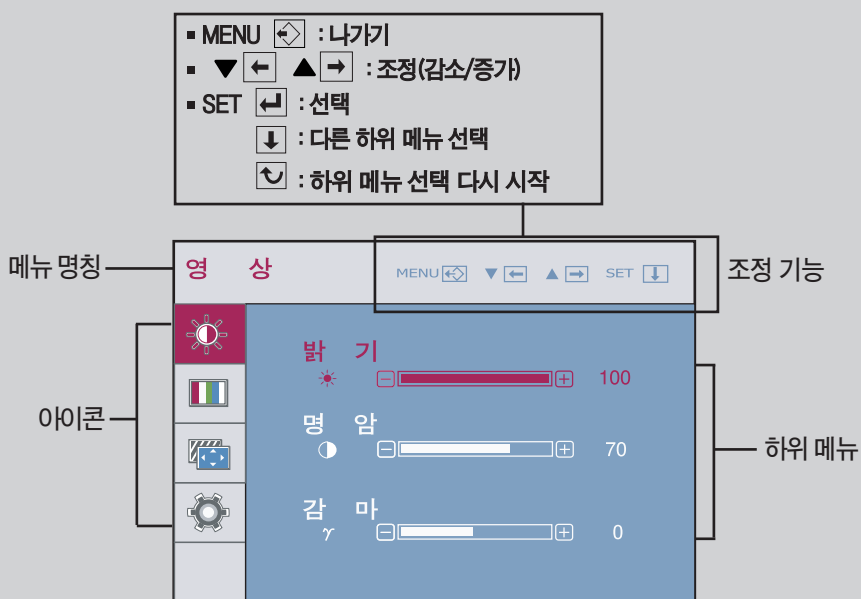 ▪ MENU : 나가기
▪ ▼ ← ▲ → : 조정(감소/증가)
▪ SET ↵ : 선택
↓ : 다른 하위 메뉴 선택
: 하위 메뉴 선택 다시 시작
메뉴 명칭
영 상
MENU ▼ ← ▲ → SET ↓
조정 기능
밝 기
100
아이콘
명 암
70
하위 메뉴
감 마
γ 0